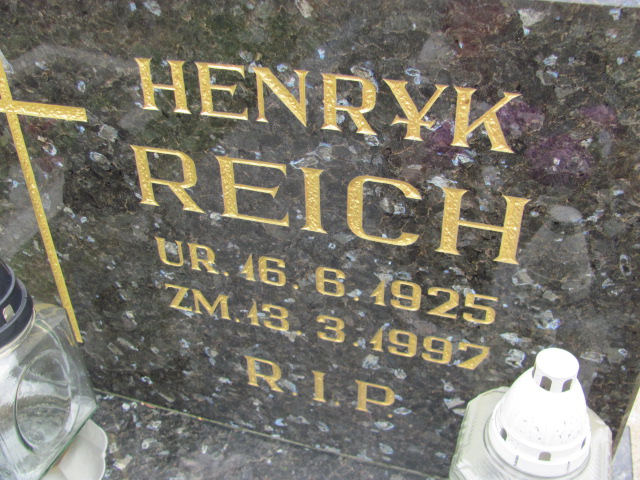 HENRYK
REICH
UR. 16. 6. 1925
ZM. 13. 3. 1997
R. I. P